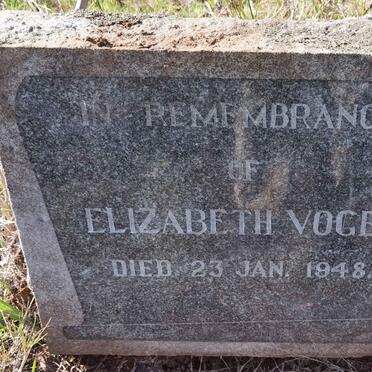 IN REMEMBRANC
OF
ELIZABETH VOGE
DIED 23 JAN. 1948.